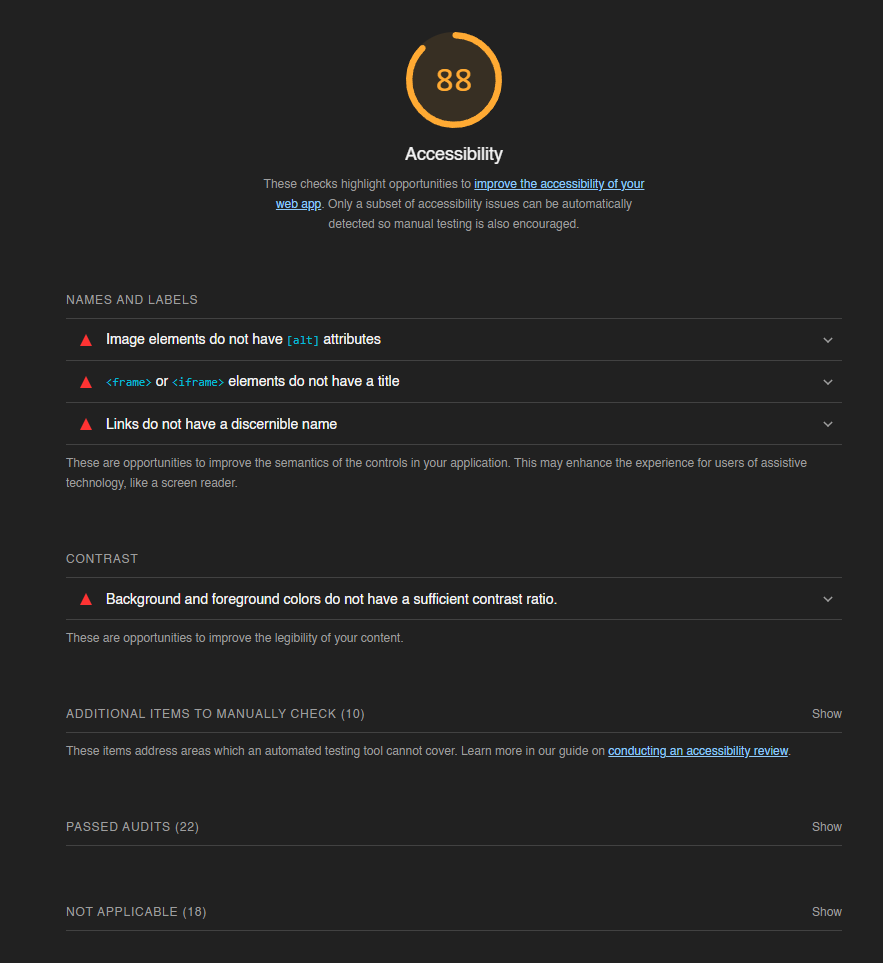 88
Accessibility
These checks highlight opportunities to improve the accessibility of your
web app. Only a subset of accessibility issues can be automatically
detected so manual testing is also encouraged.
NAMES AND LABELS
Image elements do not have [alt] attributes
<frame> or <iframe> elements do not have a title
Links do not have a discernible name
These are opportunities to improve the semantics of the controls in your application. This may enhance the experience for users of assistive
technology, like a screen reader.
CONTRAST
Background and foreground colors do not have a sufficient contrast ratio.
These are opportunities to improve the legibility of your content.
ADDITIONAL ITEMS TO MANUALLY CHECK (10) Show
These items address areas which an automated testing tool cannot cover. Learn more in our guide on conducting an accessibility review.
PASSED AUDITS (22) Show
NOT APPLICABLE (18) Show